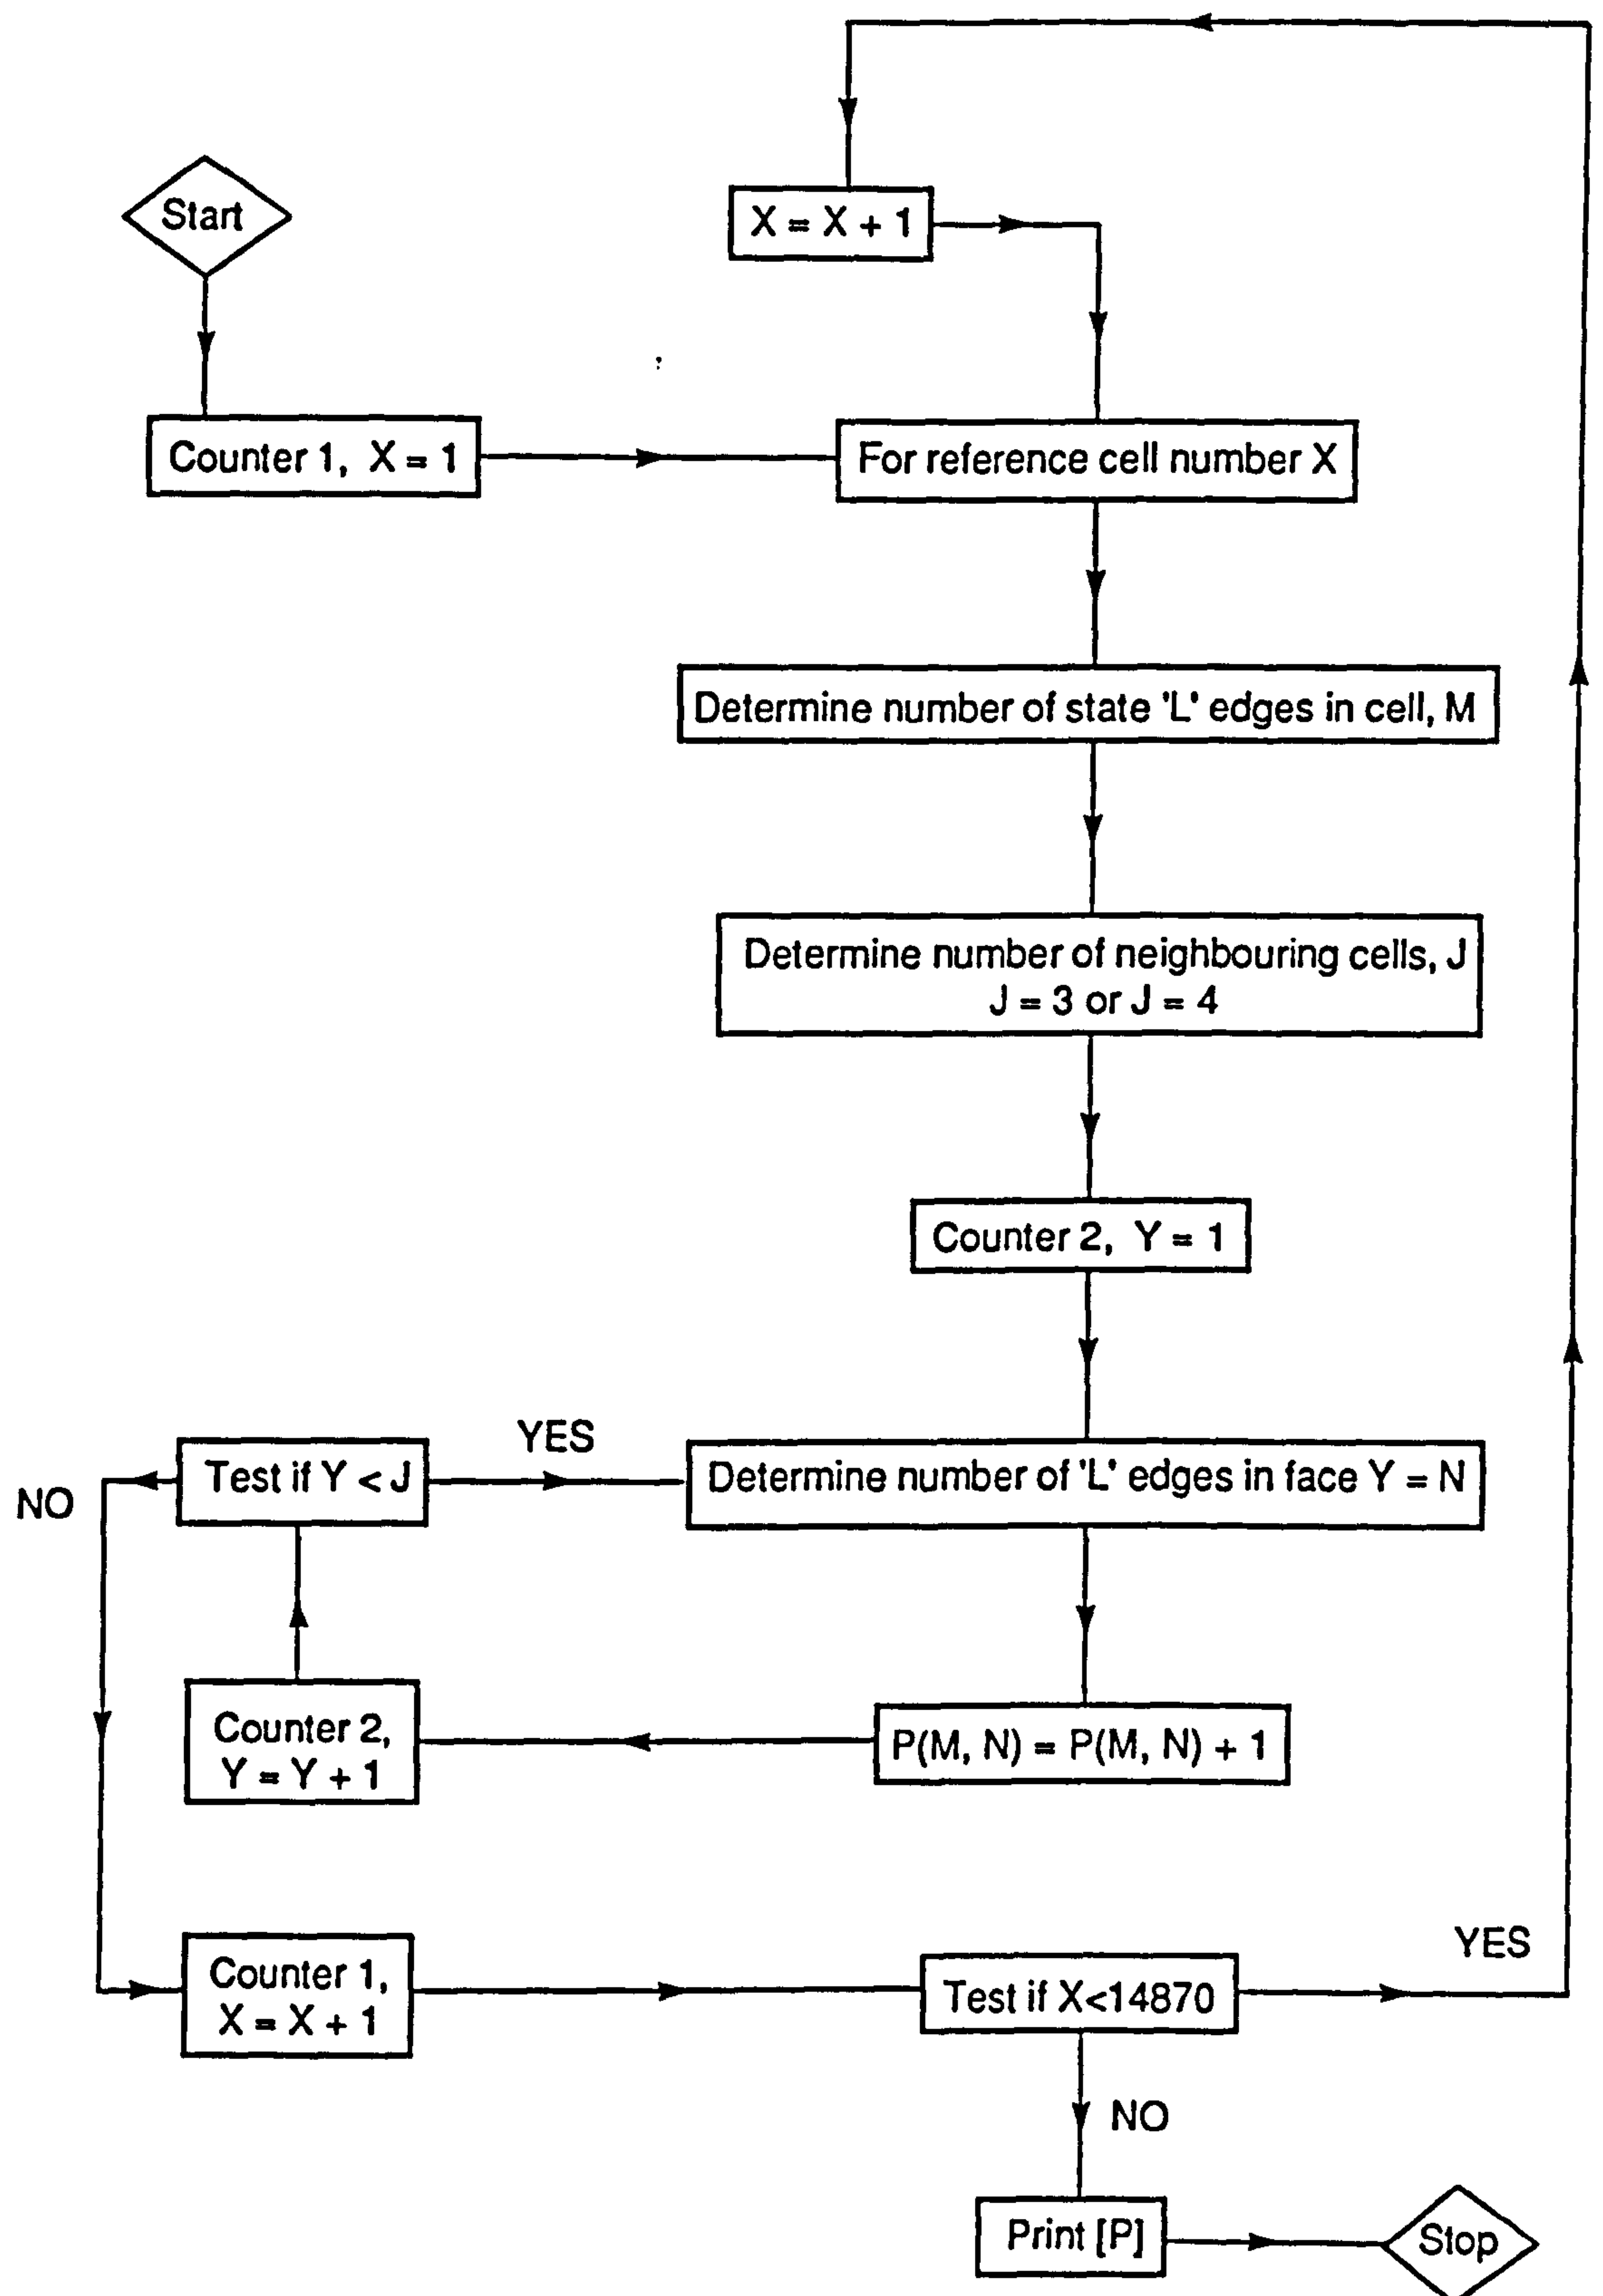 X = X + 1
Start
Counter 1, X = 1
For reference cell number X
Determine number of state 'L' edges in cell, M
Determine number of neighbouring cells, J
J = 3 or J = 4
Counter 2, Y = 1
YES
Test if Y < J
Determine number of 'L' edges in face Y = N
NO
Counter 2,
Y = Y + 1
P(M, N) = P(M, N) + 1
YES
Counter 1,
X = X + 1
Test if X<14870
NO
Print [P]
Stop